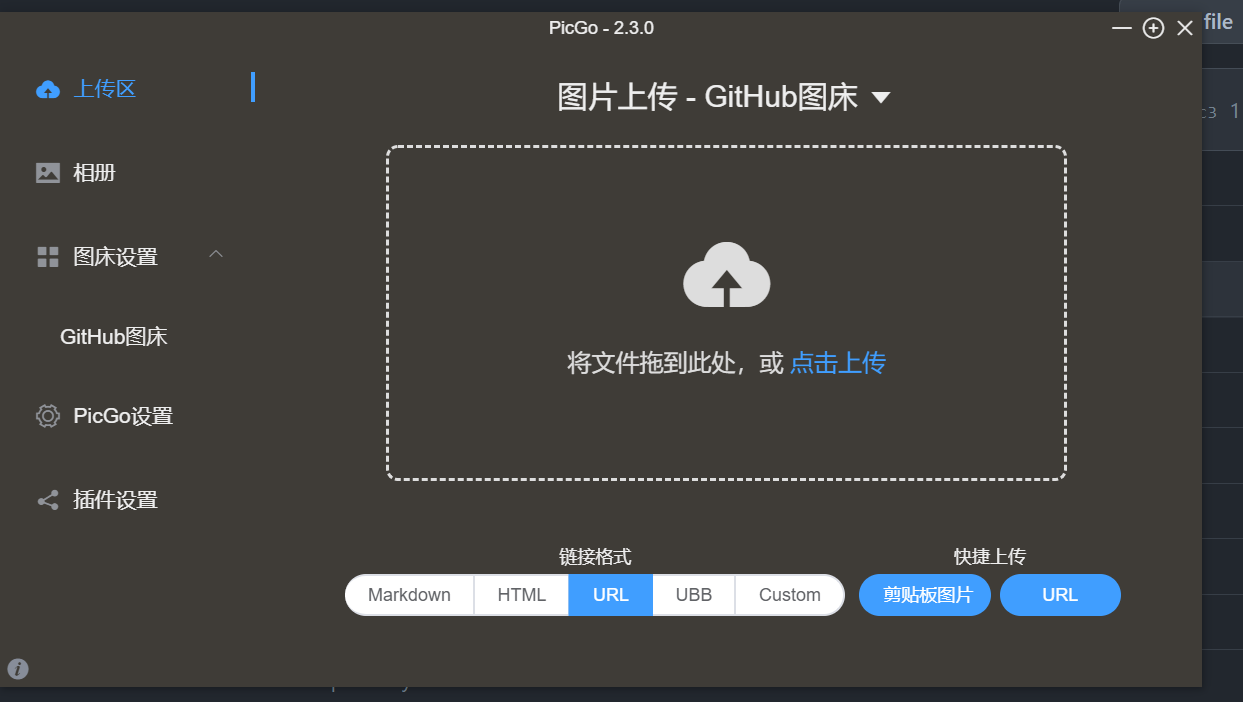 PicGo - 2.3.0
file
上传区
图片上传 - GitHub图床
相册
图床设置
GitHub图床
PicGo设置
插件设置
将文件拖到此处，或 点击上传
链接格式
快捷上传
Markdown HTML URL UBB Custom
剪贴板图片 URL